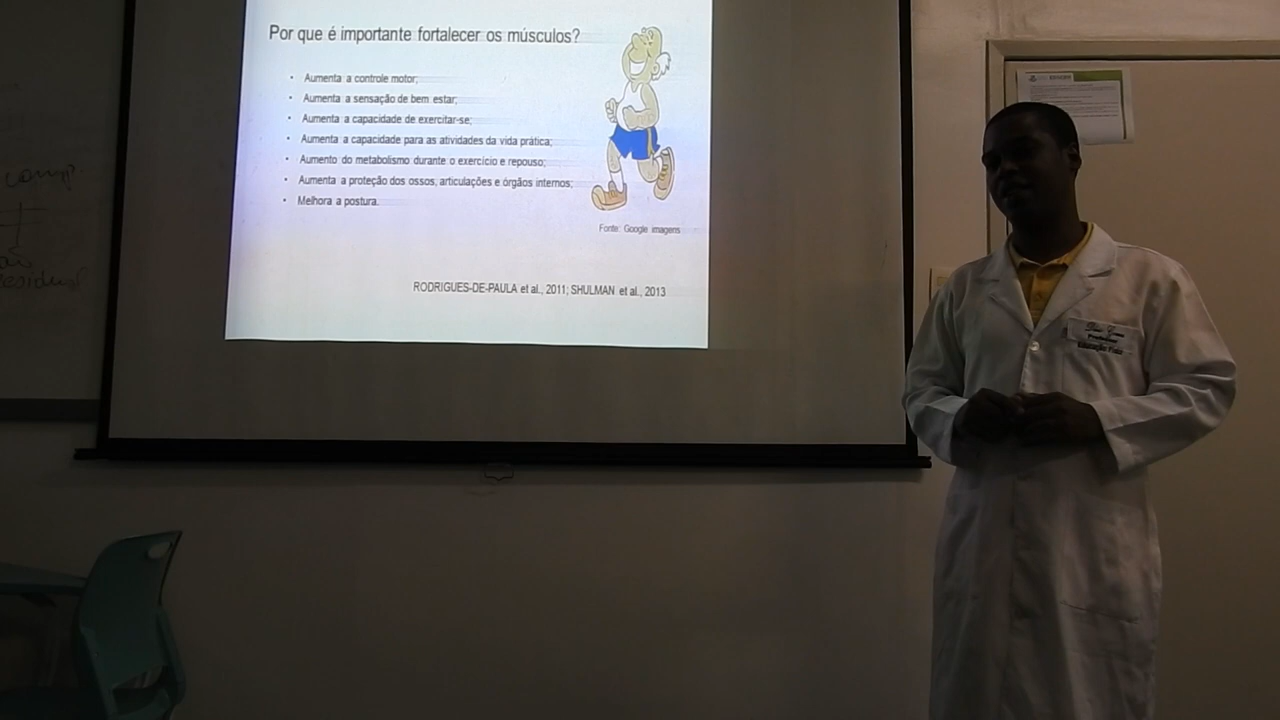 Por que é importante fortalecer os músculos?
• Aumenta a controle motor;
• Aumenta a sensação de bem estar;
• Aumenta a capacidade de exercitar-se;
• Aumenta a capacidade para as atividades da vida prática;
• Aumento do metabolismo durante o exercício e repouso;
• Aumenta a proteção dos ossos, articulações e órgãos internos;
• Melhora a postura.
Fonte: Google imagens
RODRIGUES-DE-PAULA et al., 2011; SHULMAN et al., 2013
comp.